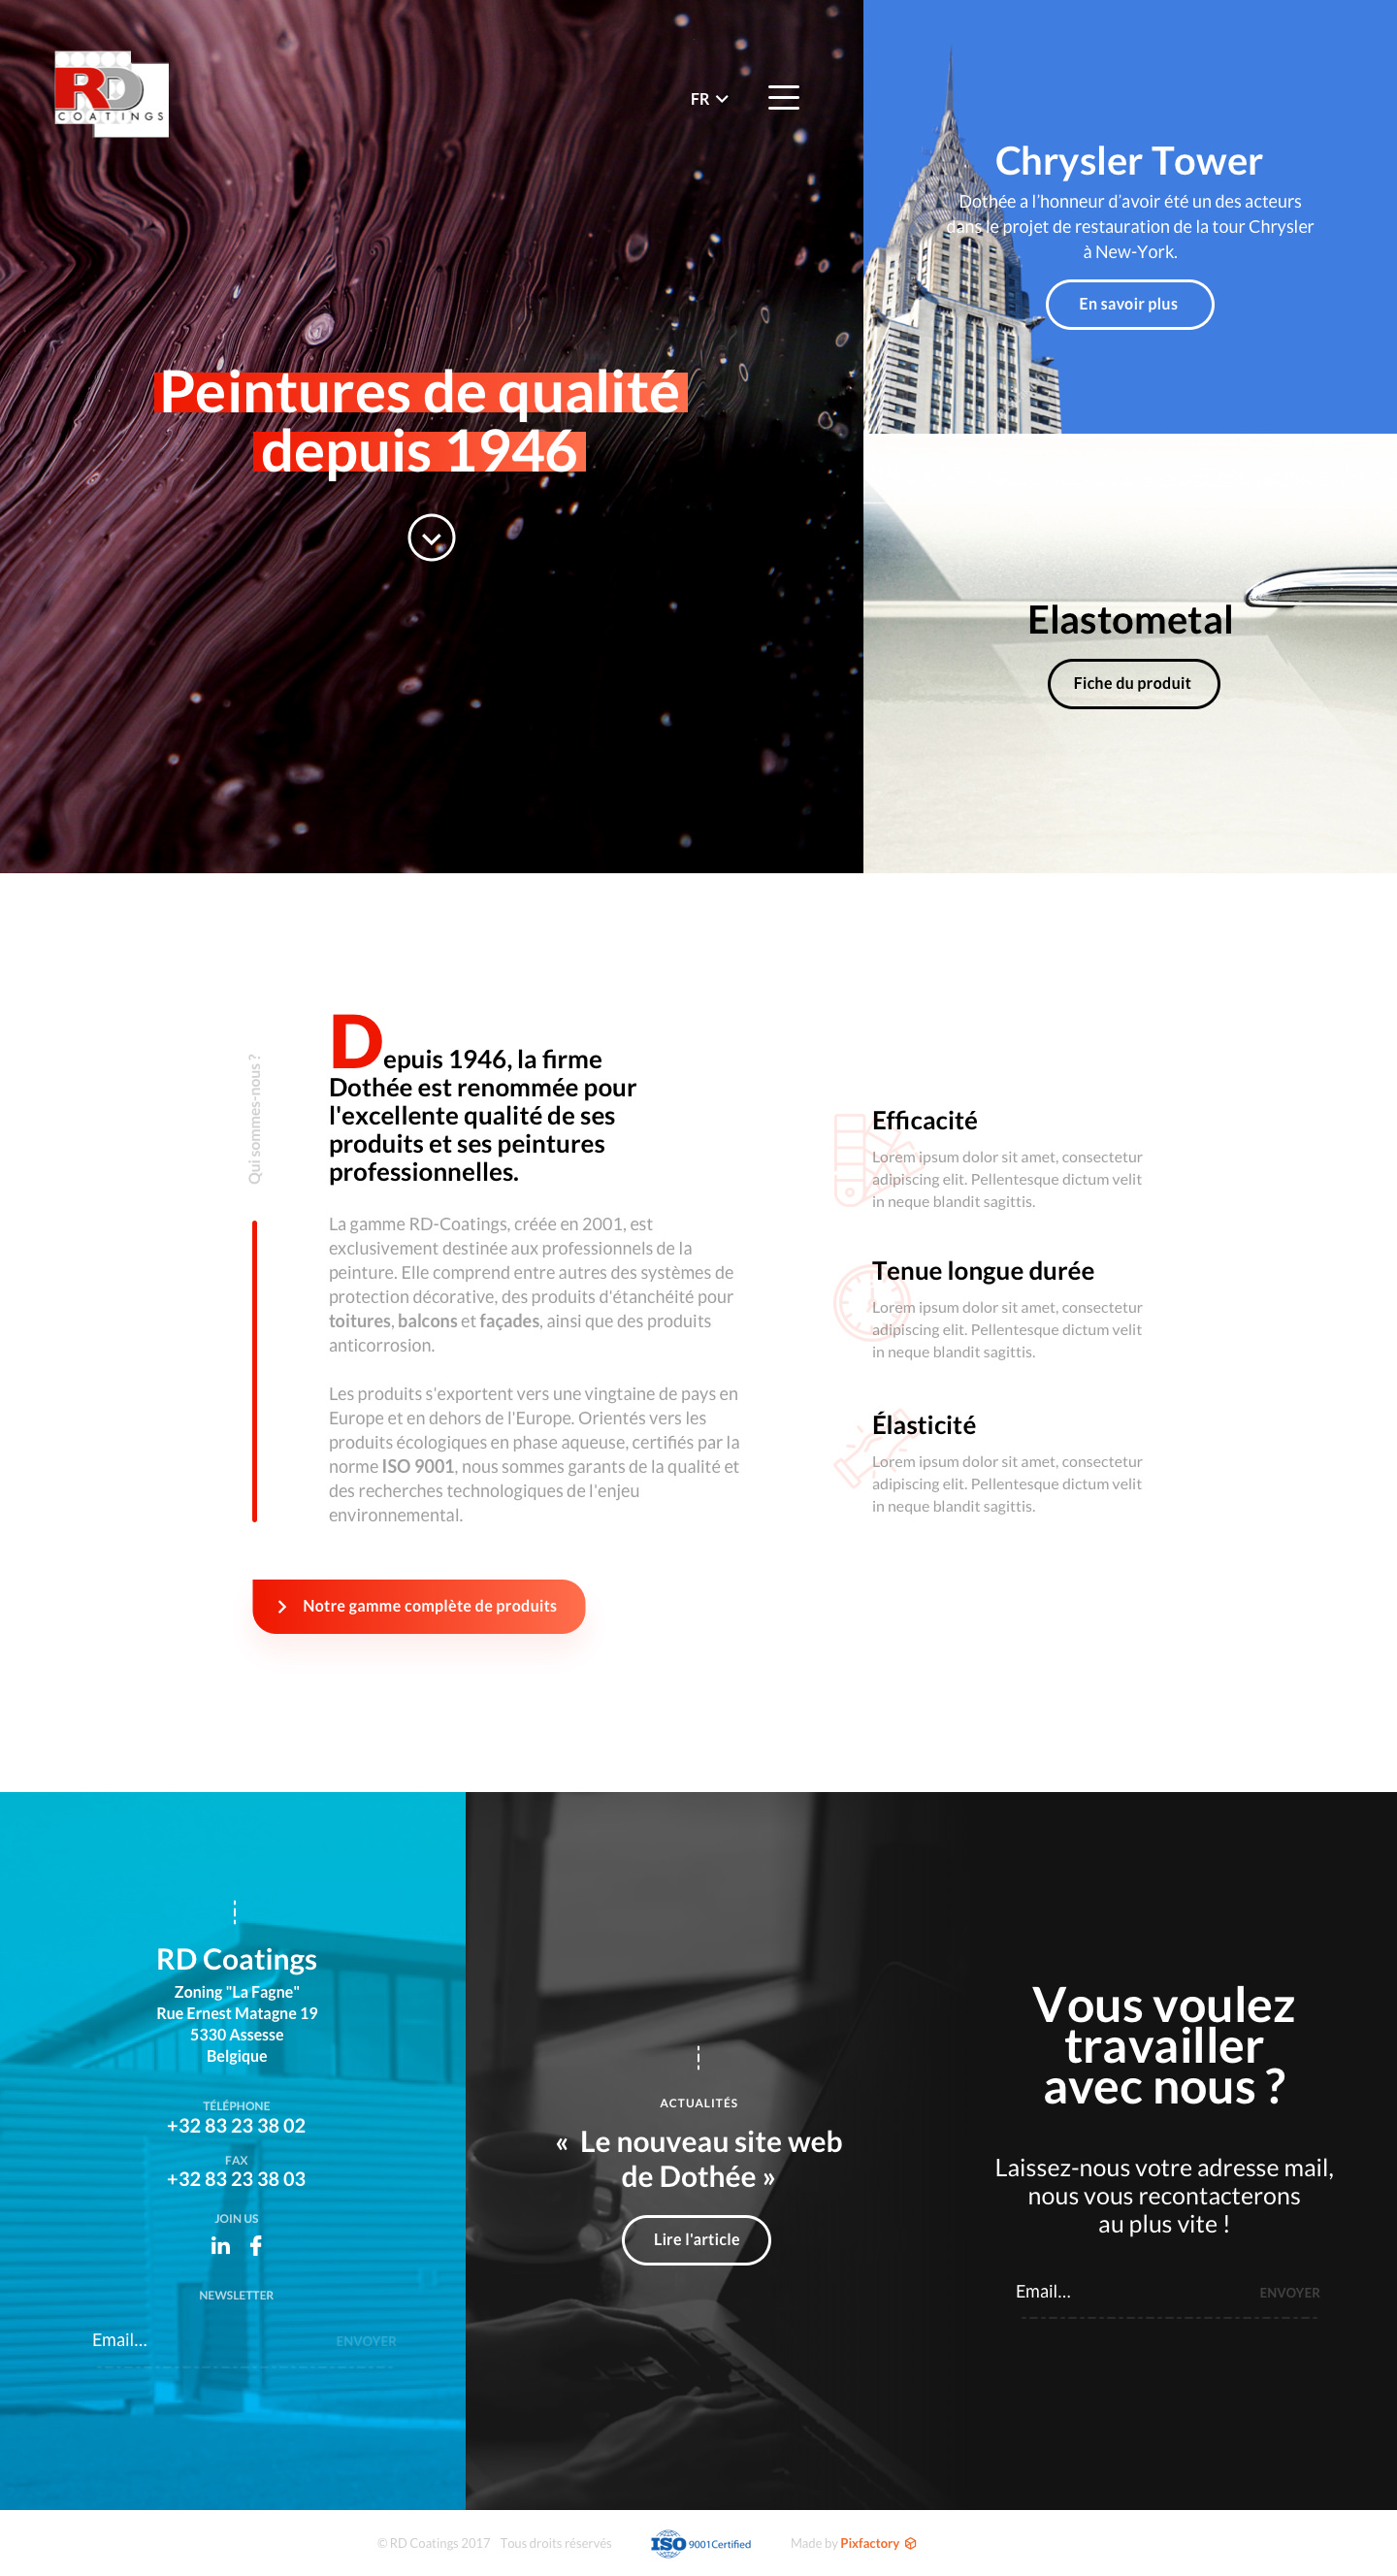 RD
COATINGS
FR
Peintures de qualité
depuis 1946
Chrysler Tower
Dothée a l'honneur d'avoir été un des acteurs
dans le projet de restauration de la tour Chrysler
à New-York.
En savoir plus
Elastometal
Fiche du produit
Qui sommes-nous ?
Depuis 1946, la firme
Dothée est renommée pour
l'excellente qualité de ses
produits et ses peintures
professionnelles.
La gamme RD-Coatings, créée en 2001, est
exclusivement destinée aux professionnels de la
peinture. Elle comprend entre autres des systèmes de
protection décorative, des produits d'étanchéité pour
toitures, balcons et façades, ainsi que des produits
anticorrosion.
Les produits s'exportent vers une vingtaine de pays en
Europe et en dehors de l'Europe. Orientés vers les
produits écologiques en phase aqueuse, certifiés par la
norme ISO 9001, nous sommes garants de la qualité et
des recherches technologiques de l'enjeu
environnemental.
Notre gamme complète de produits
Efficacité
Lorem ipsum dolor sit amet, consectetur
adipiscing elit. Pellentesque dictum velit
in neque blandit sagittis.
Tenue longue durée
Lorem ipsum dolor sit amet, consectetur
adipiscing elit. Pellentesque dictum velit
in neque blandit sagittis.
Élasticité
Lorem ipsum dolor sit amet, consectetur
adipiscing elit. Pellentesque dictum velit
in neque blandit sagittis.
RD Coatings
Zoning "La Fagne"
Rue Ernest Matagne 19
5330 Assesse
Belgique
TÉLÉPHONE
+32 83 23 38 02
FAX
+32 83 23 38 03
JOIN US
NEWSLETTER
Email...
ENVOYER
ACTUALITÉS
« Le nouveau site web
de Dothée »
Lire l'article
Vous voulez
travailler
avec nous ?
Laissez-nous votre adresse mail,
nous vous recontacterons
au plus vite !
Email...
ENVOYER
© RD Coatings 2017 Tous droits réservés
ISO 9001Certified
Made by Pixfactory